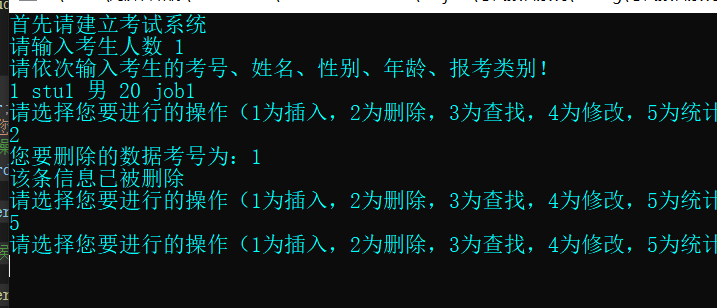 首先请建立考试系统
请输入考生人数 1
请依次输入考生的考号、姓名、性别、年龄、报考类别!
1 stu1 男 20 job1
请选择您要进行的操作（1为插入，2为删除，3为查找，4为修改，5为统计
2
您要删除的数据考号为：1
该条信息已被删除
请选择您要进行的操作（1为插入，2为删除，3为查找，4为修改，5为统计
5
请选择您要进行的操作（1为插入，2为删除，3为查找，4为修改，5为统计